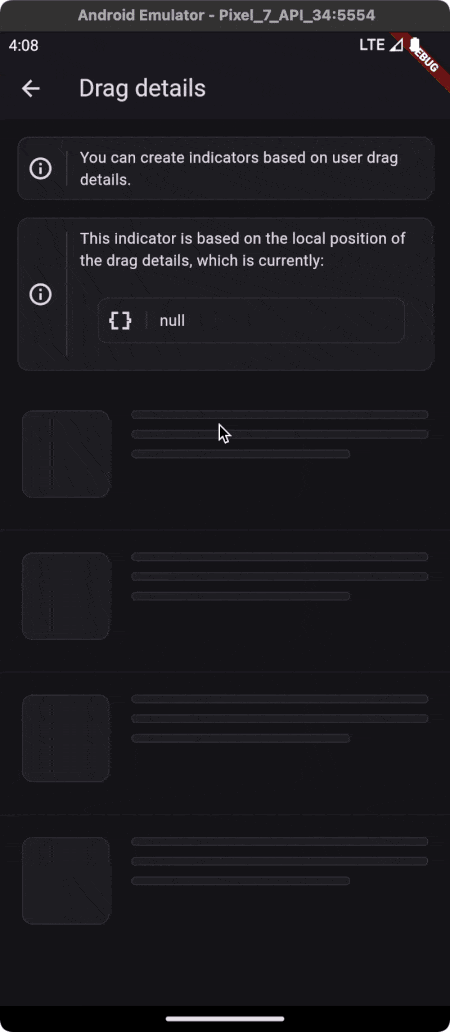 Android Emulator - Pixel_7_API_34:5554
4:08
LTE
DEBUG
Drag details
You can create indicators based on user drag
details.
This indicator is based on the local position of
the drag details, which is currently:
{} null